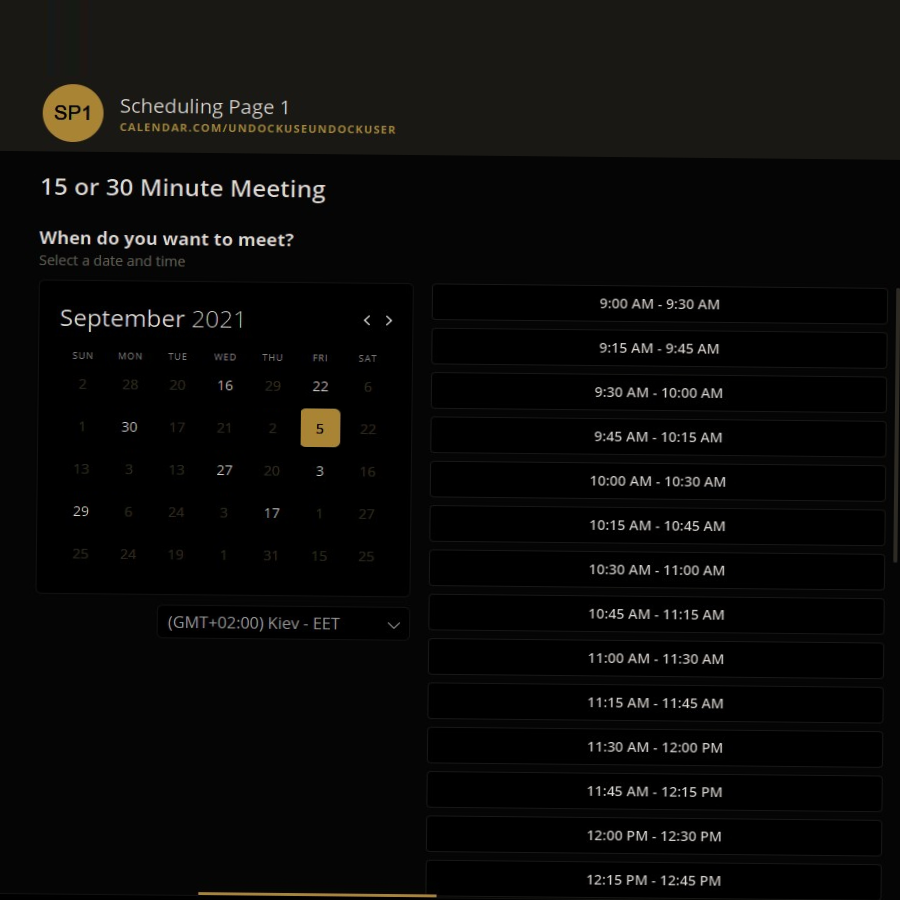 SP1
Scheduling Page 1
CALENDAR.COM/UNDOCKUSEUNDOCKUSER
15 or 30 Minute Meeting
When do you want to meet?
Select a date and time
September 2021
SUN MON TUE WED THU FRI SAT
2 28 20 16 29 22 6
1 30 17 21 2 5 22
13 3 13 27 20 3 16
29 6 24 3 17 1 27
25 24 19 1 31 15 25
(GMT+02:00) Kiev - EET
9:00 AM - 9:30 AM
9:15 AM - 9:45 AM
9:30 AM - 10:00 AM
9:45 AM - 10:15 AM
10:00 AM - 10:30 AM
10:15 AM - 10:45 AM
10:30 AM - 11:00 AM
10:45 AM - 11:15 AM
11:00 AM - 11:30 AM
11:15 AM - 11:45 AM
11:30 AM - 12:00 PM
11:45 AM - 12:15 PM
12:00 PM - 12:30 PM
12:15 PM - 12:45 PM